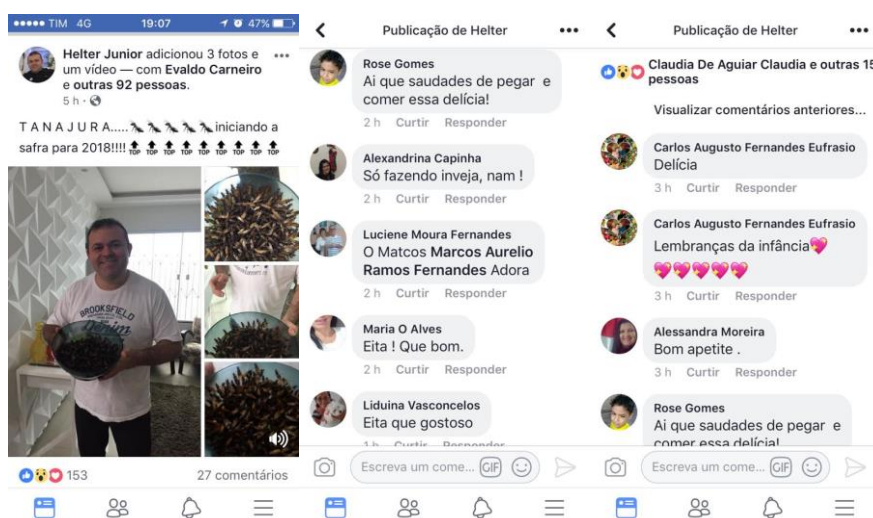 TIM 4G 19:07 47%
Helter Junior adicionou 3 fotos e
um vídeo — com Evaldo Carneiro
e outras 92 pessoas.
5 h ·
T A N A J U R A.....🐜🐜🐜🐜🐜iniciando a
safra para 2018!!!! 🔝🔝🔝🔝🔝🔝🔝🔝
BROOKSFIELD
Denim
153 27 comentários
Publicação de Helter
Rose Gomes
Ai que saudades de pegar e
comer essa delícia!
2 h Curtir Responder
Alexandrina Capinha
Só fazendo inveja, nam !
2 h Curtir Responder
Luciene Moura Fernandes
O Matcos Marcos Aurelio
Ramos Fernandes Adora
2 h Curtir Responder
Maria O Alves
Eita ! Que bom.
2 h Curtir Responder
Liduina Vasconcelos
Eita que gostoso
1 h Curtir Responder
Escreva um come... GIF
Publicação de Helter
Claudia De Aguiar Claudia e outras 15
pessoas
Visualizar comentários anteriores...
Carlos Augusto Fernandes Eufrasio
Delícia
3 h Curtir Responder
Carlos Augusto Fernandes Eufrasio
Lembranças da infância💖
💖💖💖💖💖
3 h Curtir Responder
Alessandra Moreira
Bom apetite .
3 h Curtir Responder
Rose Gomes
Ai que saudades de pegar e
comer essa delícia!
Escreva um come... GIF